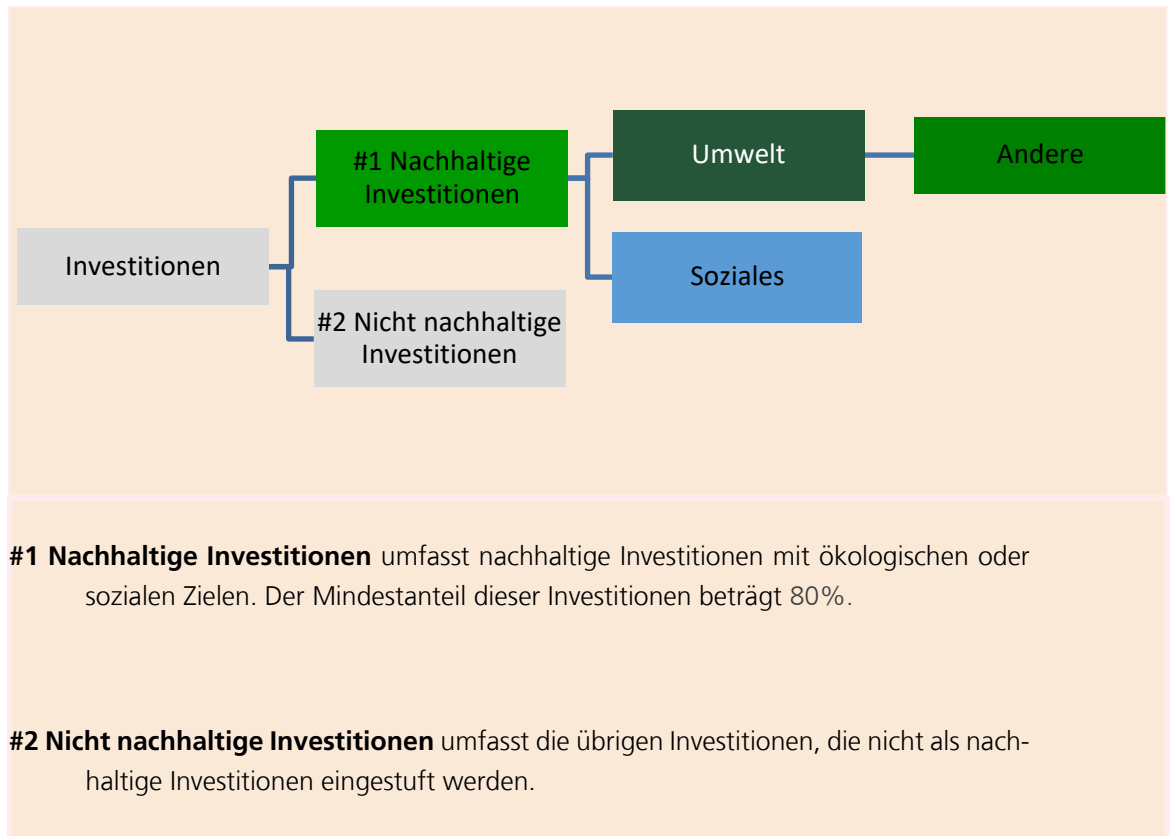 #1 Nachhaltige
Investitionen
Umwelt
Andere
Investitionen
Soziales
#2 Nicht nachhaltige
Investitionen
#1 Nachhaltige Investitionen umfasst nachhaltige Investitionen mit ökologischen oder
sozialen Zielen. Der Mindestanteil dieser Investitionen beträgt 80%.
#2 Nicht nachhaltige Investitionen umfasst die übrigen Investitionen, die nicht als nach-
haltige Investitionen eingestuft werden.